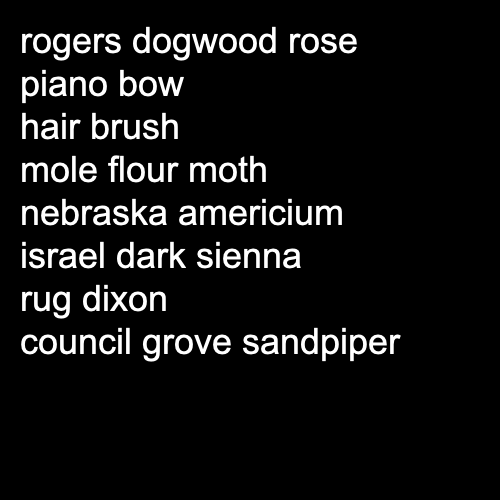 rogers dogwood rose
piano bow
hair brush
mole flour moth
nebraska americium
israel dark sienna
rug dixon
council grove sandpiper